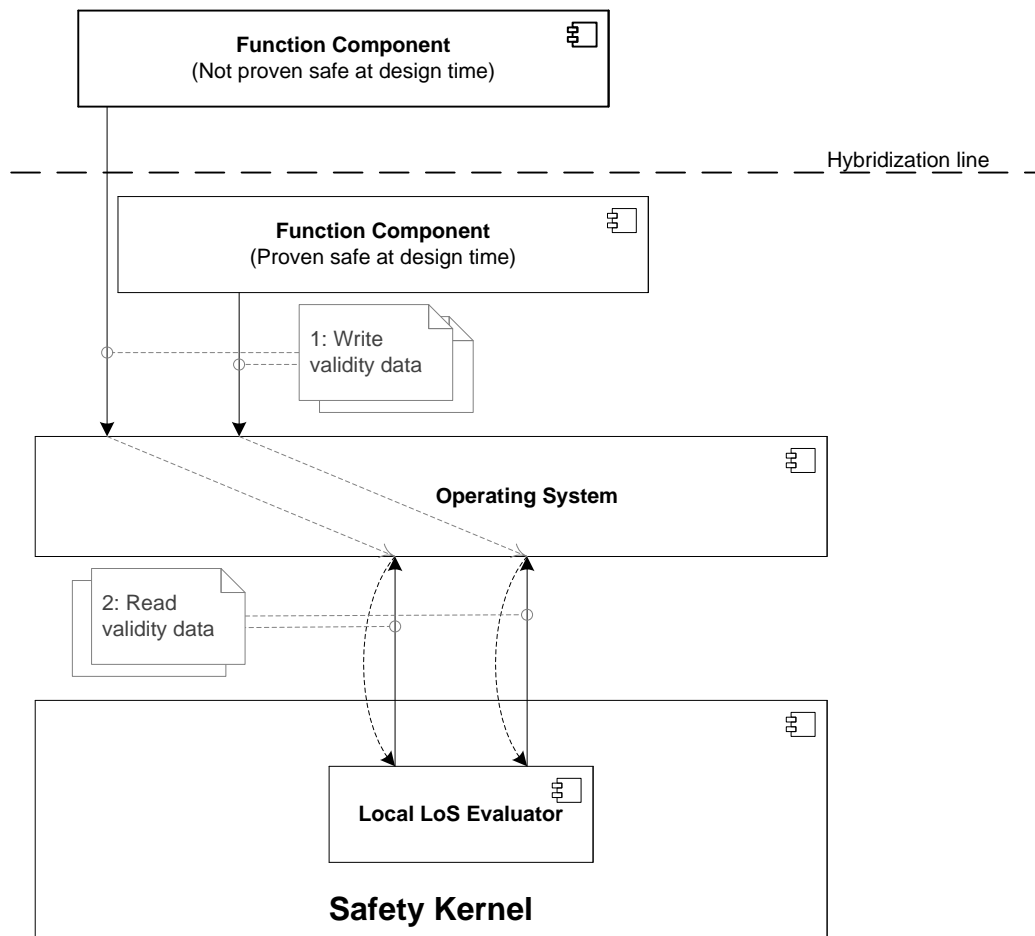 Function Component
(Not proven safe at design time)
Hybridization line
Function Component
(Proven safe at design time)
1: Write
validity data
Operating System
2: Read
validity data
Local LoS Evaluator
Safety Kernel